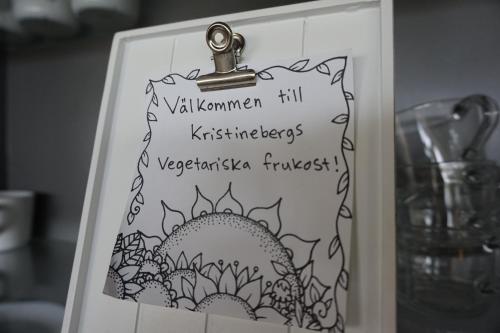 Välkommen till
Kristinebergs
Vegetariska frukost!